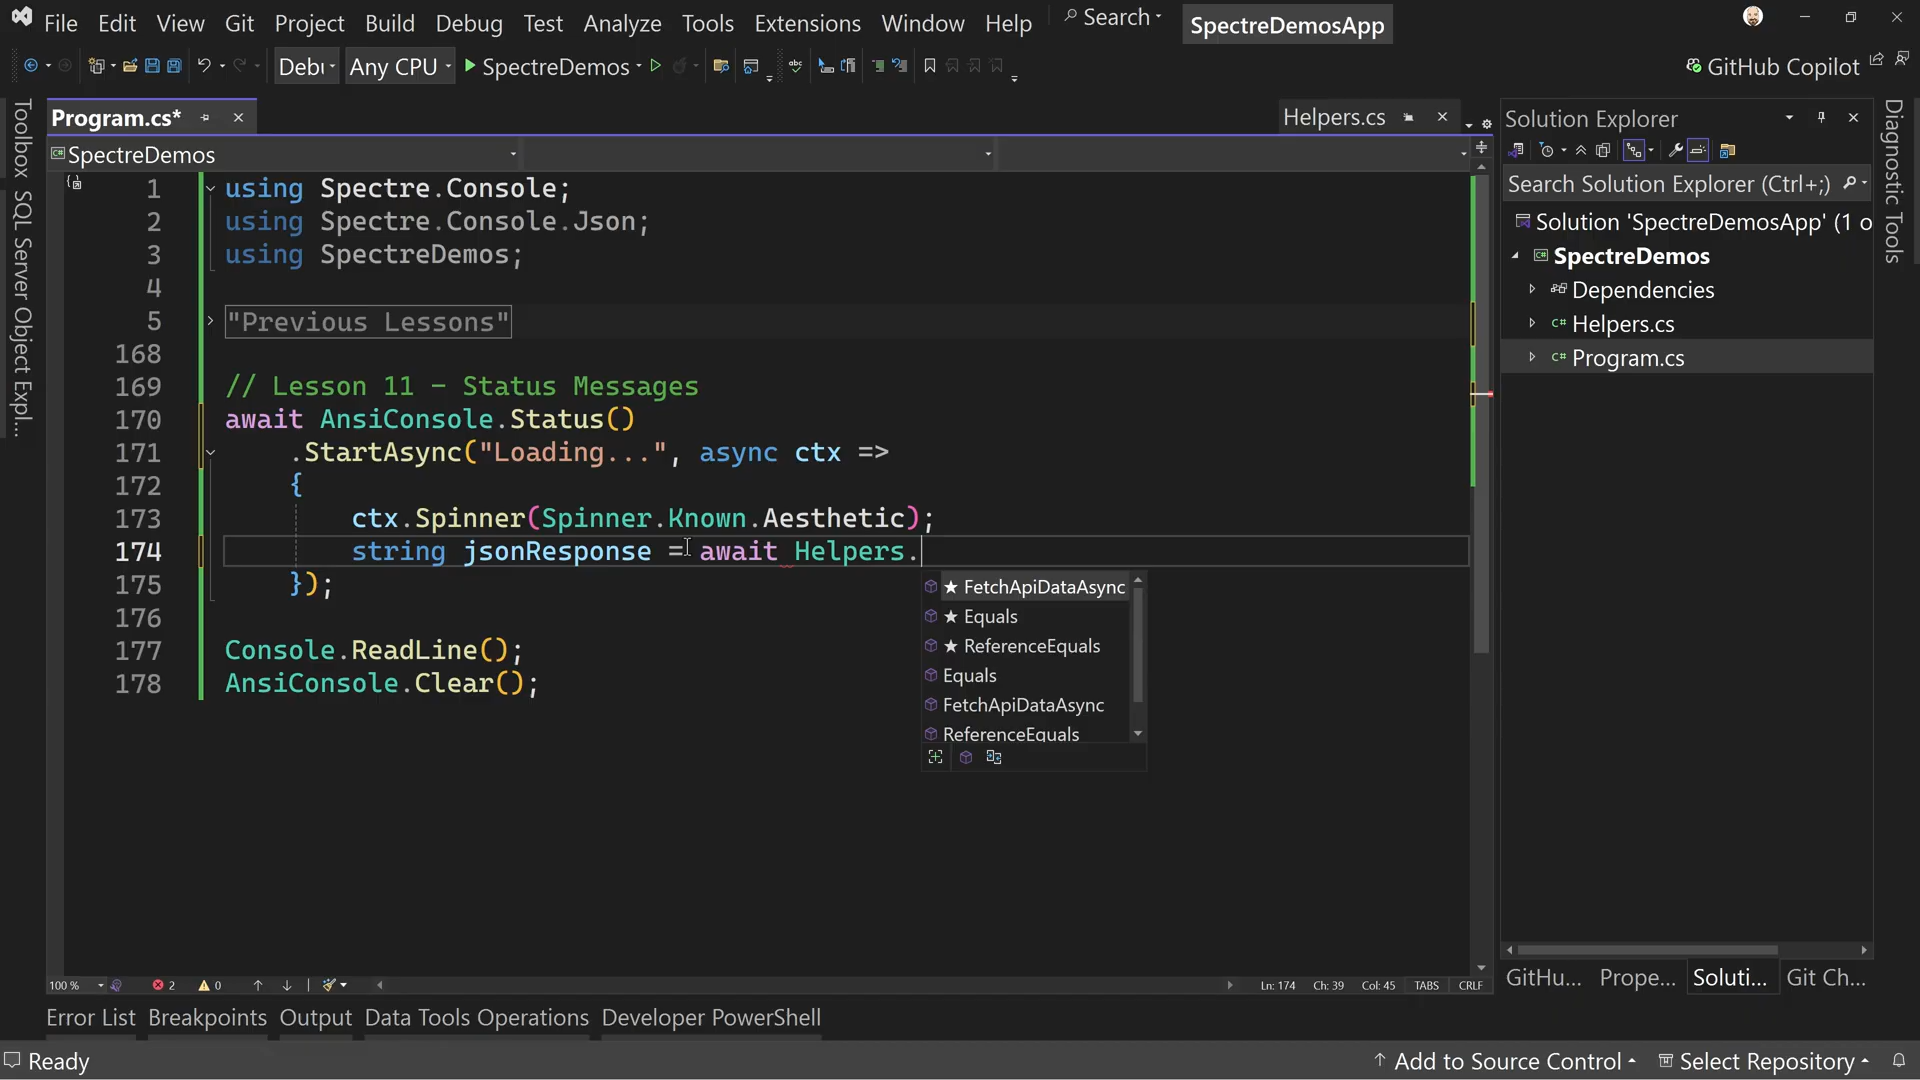 File Edit View Git Project Build Debug Test Analyze Tools Extensions Window Help Search SpectreDemosApp
Any CPU SpectreDemos GitHub Copilot
Toolbox
SQL Server Object Expl...
Program.cs*
Helpers.cs
SpectreDemos
1 using Spectre.Console;
2 using Spectre.Console.Json;
3 using SpectreDemos;
4
5 "Previous Lessons"
168
169 // Lesson 11 - Status Messages
170 await AnsiConsole.Status()
171 .StartAsync("Loading...", async ctx =>
172 {
173 ctx.Spinner(Spinner.Known.Aesthetic);
174 string jsonResponse = await Helpers.
175 });
176
177 Console.ReadLine();
178 AnsiConsole.Clear();
★ FetchApiDataAsync
★ Equals
★ ReferenceEquals
Equals
FetchApiDataAsync
ReferenceEquals
100 % 2 0 Ln: 174 Ch: 39 Col: 45 TABS CRLF
Solution Explorer
Search Solution Explorer (Ctrl+;)
Solution 'SpectreDemosApp' (1 o
SpectreDemos
Dependencies
C# Helpers.cs
C# Program.cs
GitHu... Prope... Soluti... Git Ch...
Diagnostic Tools
Error List Breakpoints Output Data Tools Operations Developer PowerShell
Ready Add to Source Control Select Repository